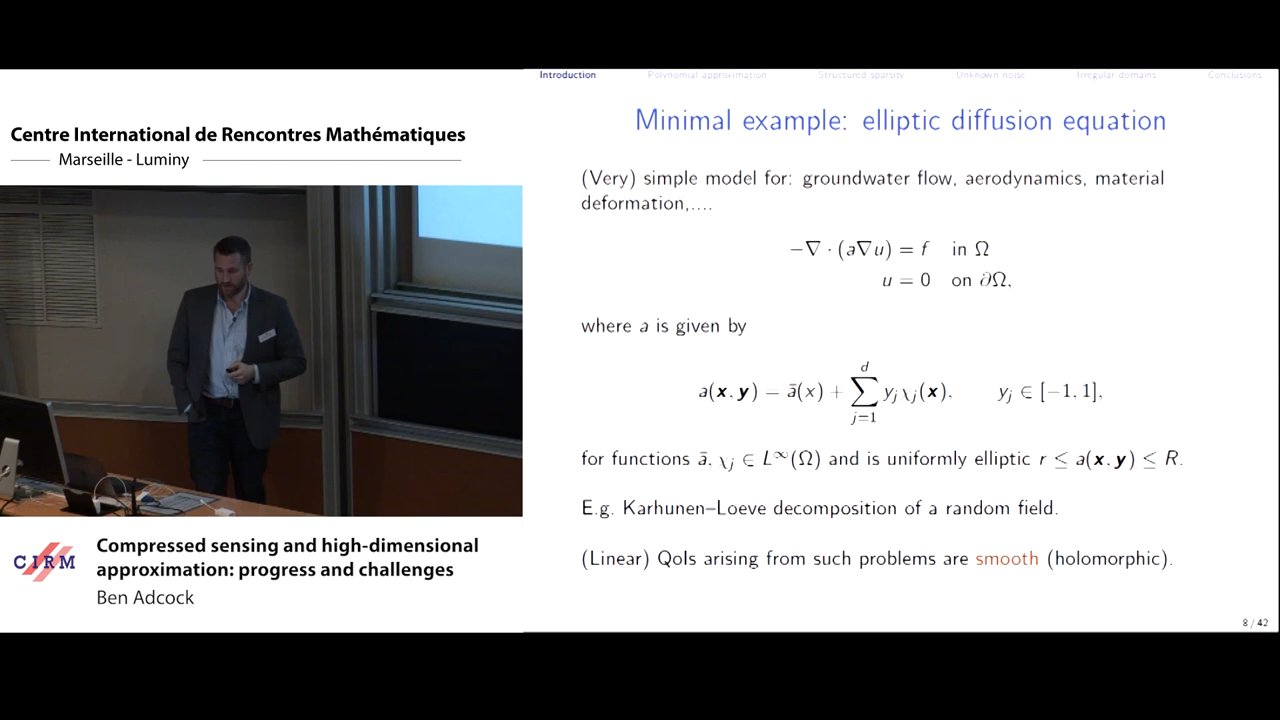 Centre International de Rencontres Mathématiques
Marseille - Luminy
CIRM
Compressed sensing and high-dimensional
approximation: progress and challenges
Ben Adcock
Introduction Polynomial approximation Structured sparsity Unknown noise Irregular domains Conclusions
Minimal example: elliptic diffusion equation
(Very) simple model for: groundwater flow, aerodynamics, material
deformation,....
−∇ · (a∇u) = f in Ω
u = 0 on ∂Ω,
where a is given by
a(x, y) = ā(x) + ∑_{j=1}^{d} y_j χ_j(x), y_j ∈ [−1, 1],
for functions ā, χ_j ∈ L^∞(Ω) and is uniformly elliptic r ≤ a(x, y) ≤ R.
E.g. Karhunen–Loeve decomposition of a random field.
(Linear) QoIs arising from such problems are smooth (holomorphic).
8 / 42